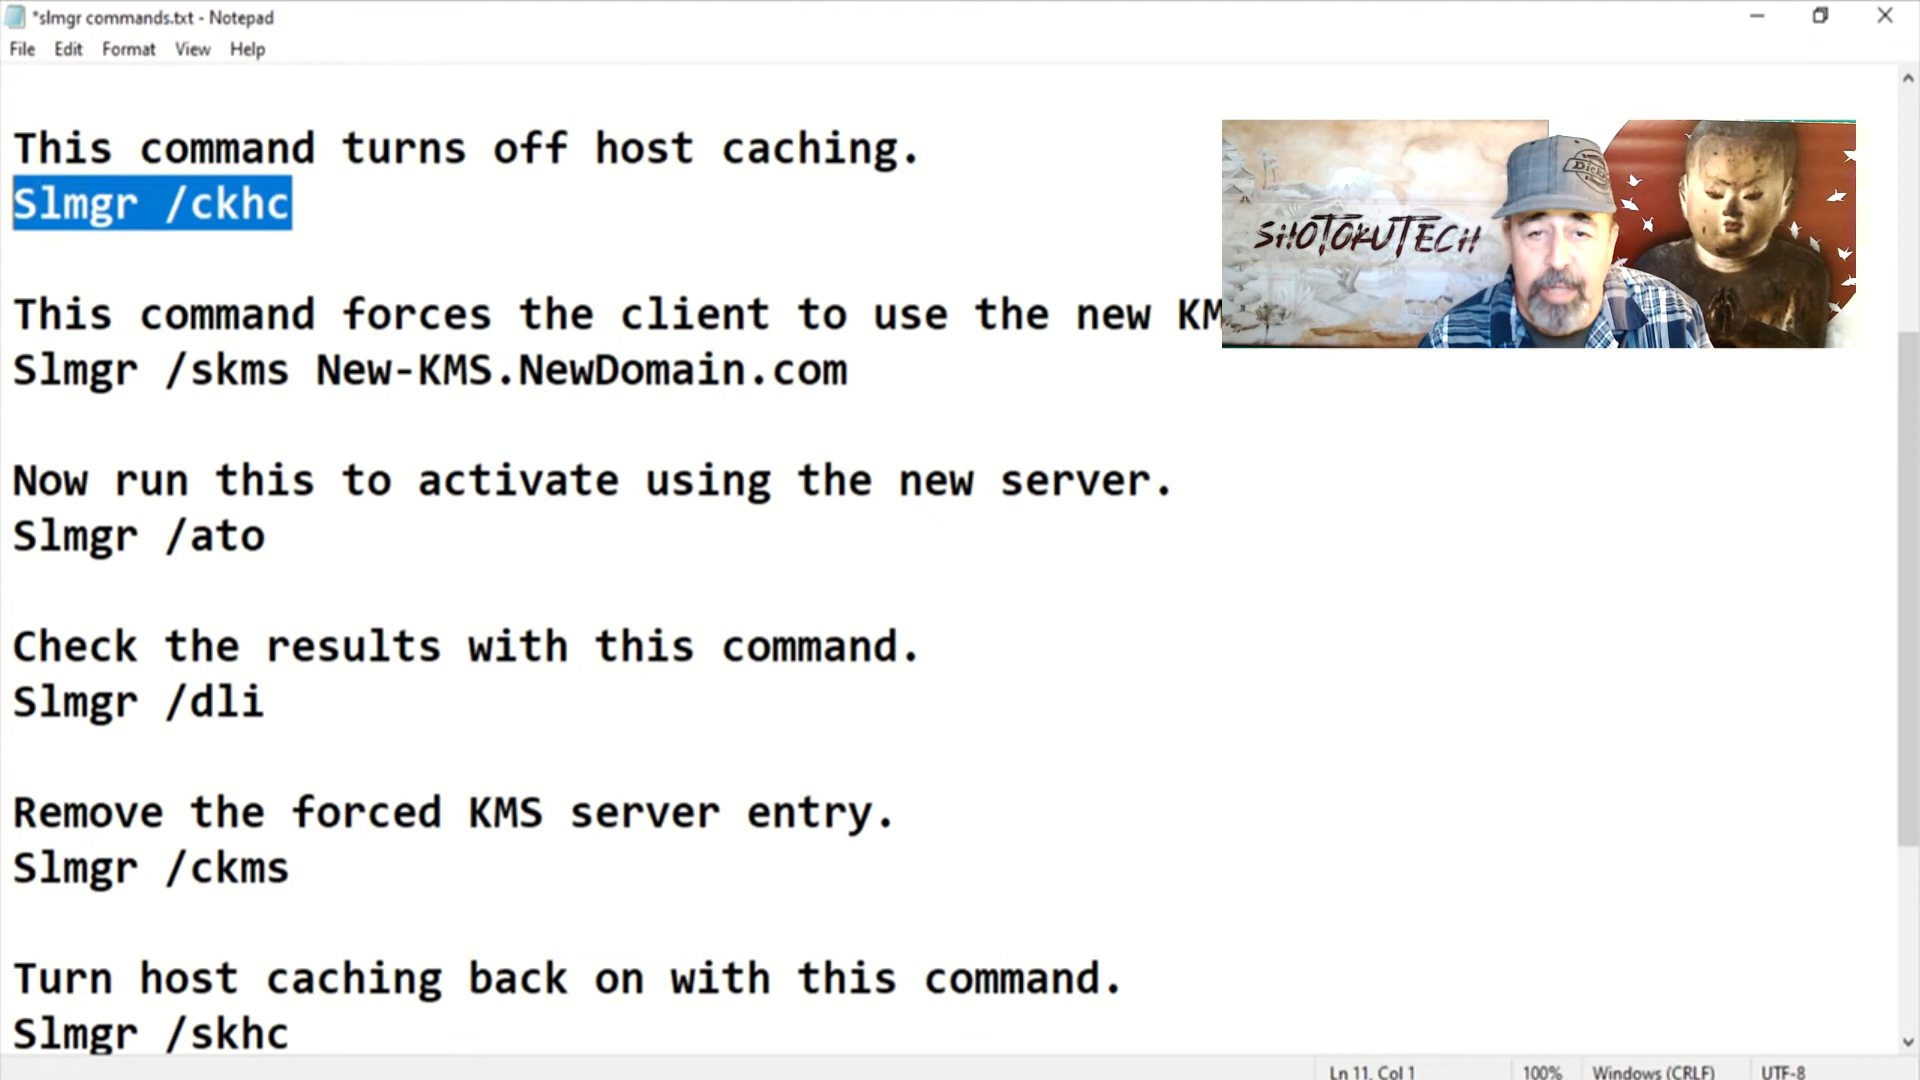 *slmgr commands.txt - Notepad
File Edit Format View Help
This command turns off host caching.
Slmgr /ckhc
This command forces the client to use the new KM
Slmgr /skms New-KMS.NewDomain.com
Now run this to activate using the new server.
Slmgr /ato
Check the results with this command.
Slmgr /dli
Remove the forced KMS server entry.
Slmgr /ckms
Turn host caching back on with this command.
Slmgr /skhc
SHOTOKUTECH
Dickies
Ln 11, Col 1 100% Windows (CRLF) UTF-8